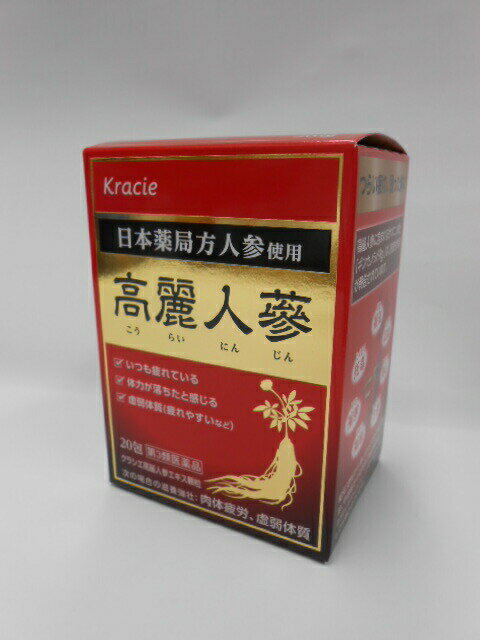 Kracie
日本薬局方人参使用
高麗人蔘
こう らい にん じん
いつも疲れている
体力が落ちたと感じる
虚弱体質(疲れやすいなど)
20包 第3類医薬品
クラシエ高麗人参エキス顆粒
次の場合の滋養強壮:肉体疲労、虚弱体質